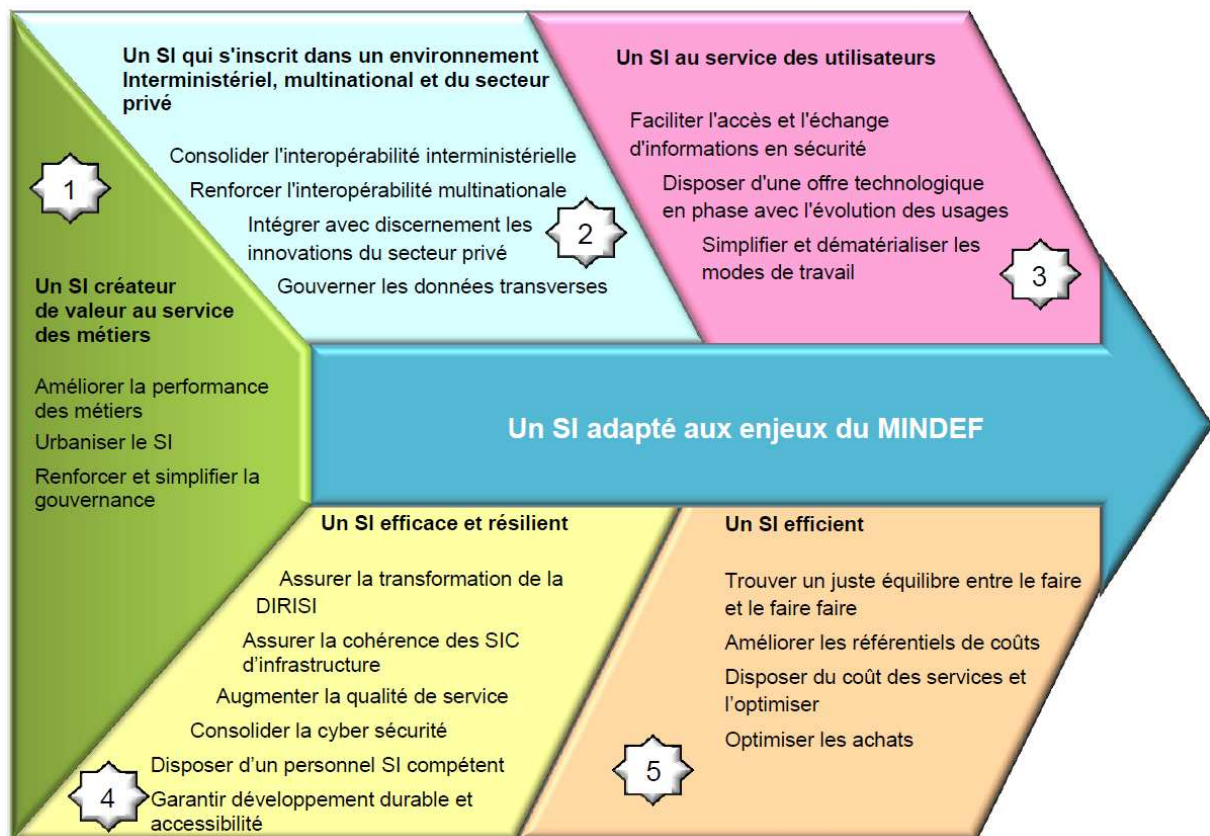 1
Un SI créateur
de valeur au service
des métiers
Améliorer la performance
des métiers
Urbaniser le SI
Renforcer et simplifier la
gouvernance
Un SI qui s'inscrit dans un environnement
Interministériel, multinational et du secteur
privé
Consolider l'interopérabilité interministérielle
Renforcer l'interopérabilité multinationale
Intégrer avec discernement les
innovations du secteur privé
Gouverner les données transverses
2
Un SI au service des utilisateurs
Faciliter l'accès et l'échange
d'informations en sécurité
Disposer d'une offre technologique
en phase avec l'évolution des usages
Simplifier et dématérialiser les
modes de travail
3
Un SI adapté aux enjeux du MINDEF
Un SI efficace et résilient
Assurer la transformation de la
DIRISI
Assurer la cohérence des SIC
d’infrastructure
Augmenter la qualité de service
Consolider la cyber sécurité
Disposer d’un personnel SI compétent
Garantir développement durable et
accessibilité
4
Un SI efficient
Trouver un juste équilibre entre le faire
et le faire faire
Améliorer les référentiels de coûts
Disposer du coût des services et
l’optimiser
Optimiser les achats
5